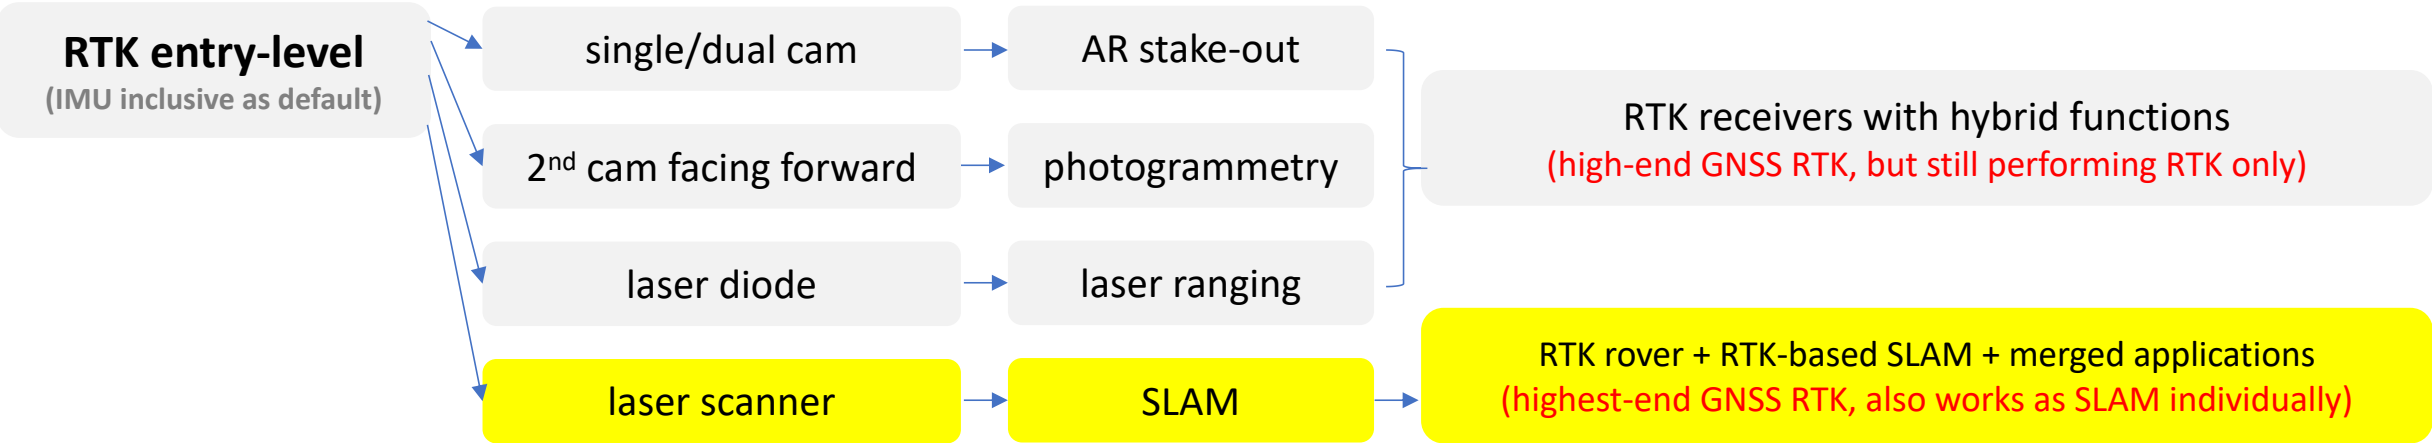 RTK entry-level
(IMU inclusive as default)
single/dual cam
AR stake-out
2nd cam facing forward
photogrammetry
laser diode
laser ranging
RTK receivers with hybrid functions
(high-end GNSS RTK, but still performing RTK only)
laser scanner
SLAM
RTK rover + RTK-based SLAM + merged applications
(highest-end GNSS RTK, also works as SLAM individually)